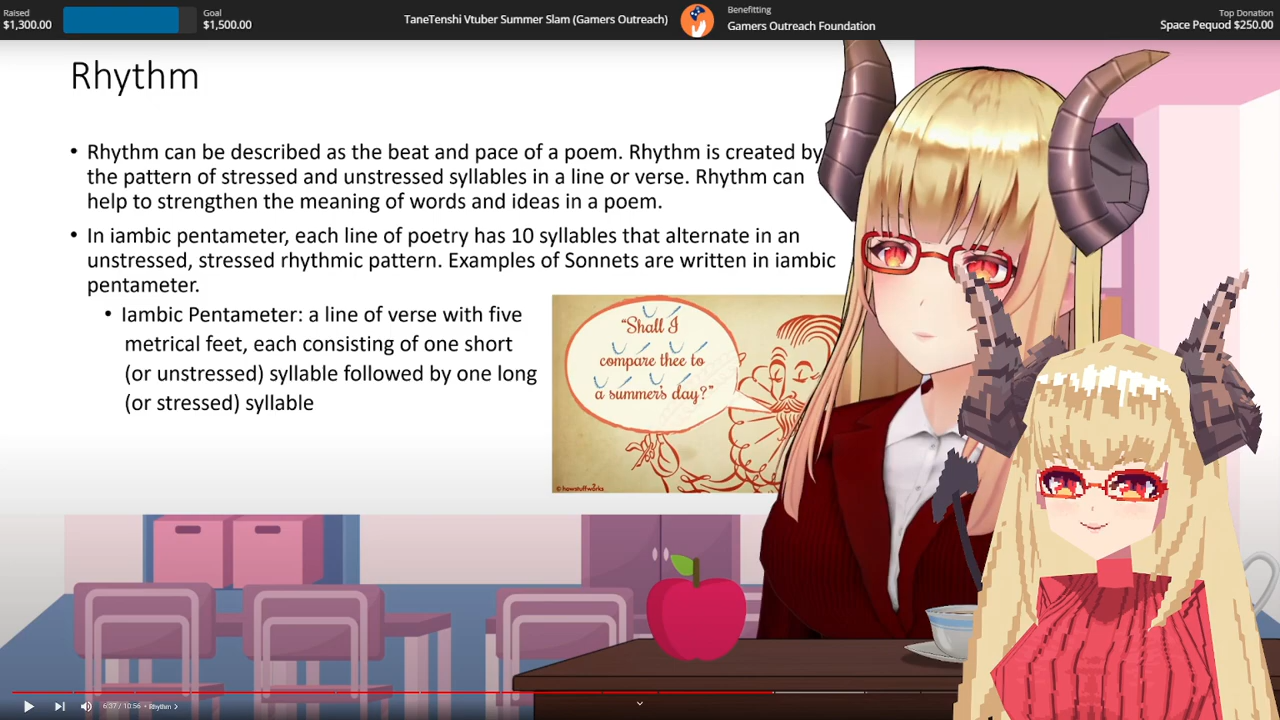 Raised
$1,300.00
Goal
$1,500.00
TaneTenshi Vtuber Summer Slam (Gamers Outreach)
Benefitting
Gamers Outreach Foundation
Top Donation
Space Pequod $250.00
Rhythm
• Rhythm can be described as the beat and pace of a poem. Rhythm is created by
the pattern of stressed and unstressed syllables in a line or verse. Rhythm can
help to strengthen the meaning of words and ideas in a poem.
• In iambic pentameter, each line of poetry has 10 syllables that alternate in an
unstressed, stressed rhythmic pattern. Examples of Sonnets are written in iambic
pentameter.
• Iambic Pentameter: a line of verse with five
metrical feet, each consisting of one short
(or unstressed) syllable followed by one long
(or stressed) syllable
“Shall I
compare thee to
a summer's day?”
© howstuffworks
6:37 / 10:56 • Rhythm